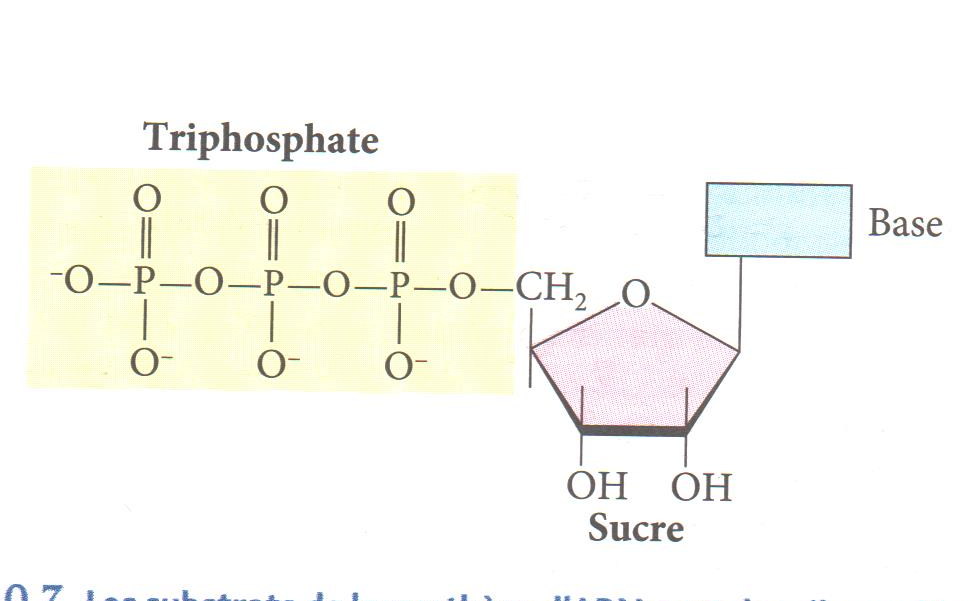 Triphosphate
O O O
⁻O—P—O—P—O—P—O—CH₂ O
O⁻ O⁻ O⁻
Base
OH OH
Sucre